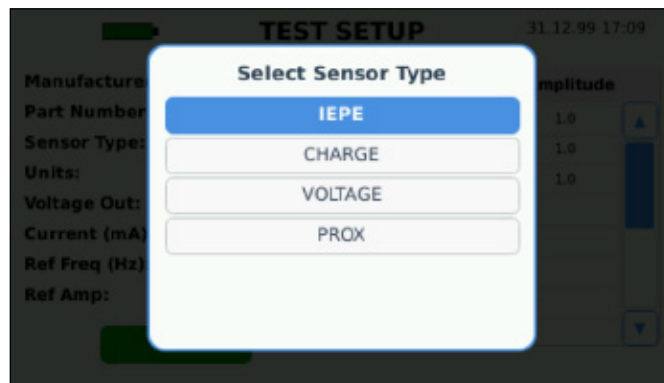 TEST SETUP
31.12.99 17:09
Select Sensor Type
IEPE
CHARGE
VOLTAGE
PROX
Manufacture
Part Number
Sensor Type:
Units:
Voltage Out:
Current (mA)
Ref Freq (Hz)
Ref Amp:
mplitude
1.0
1.0
1.0